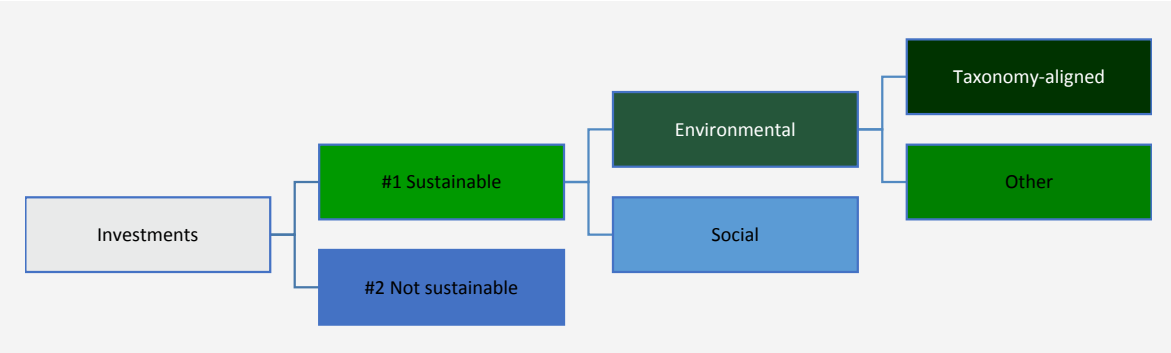 Investments
#1 Sustainable
#2 Not sustainable
Environmental
Social
Taxonomy-aligned
Other